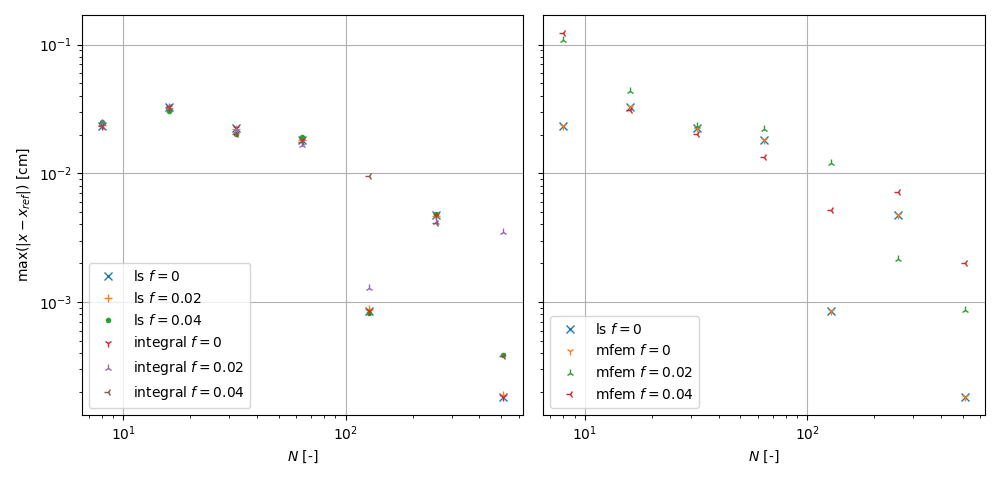 10⁻¹
10⁻²
10⁻³
max(|x − x_ref|) [cm]
ls f = 0
ls f = 0.02
ls f = 0.04
integral f = 0
integral f = 0.02
integral f = 0.04
10¹
10²
N [-]
ls f = 0
mfem f = 0
mfem f = 0.02
mfem f = 0.04
10¹
10²
N [-]